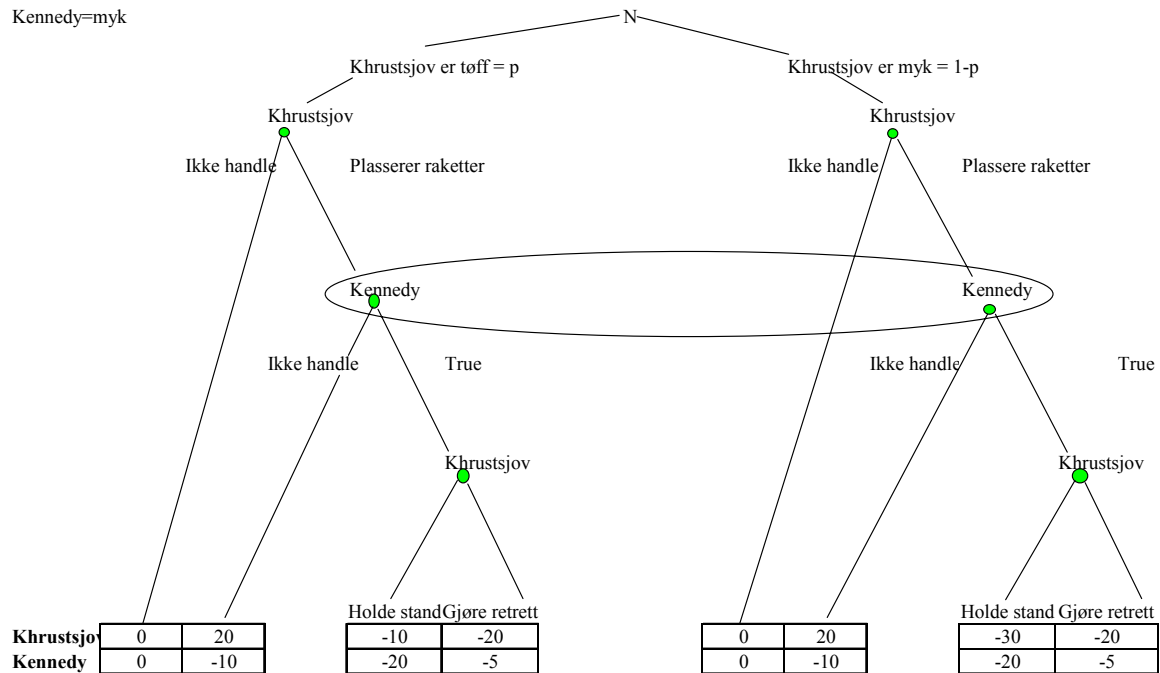 Kennedy=myk
N
Khrustsjov er tøff = p
Khrustsjov er myk = 1-p
Khrustsjov
Khrustsjov
Ikke handle
Plasserer raketter
Ikke handle
Plassere raketter
Kennedy
Kennedy
Ikke handle
True
Ikke handle
True
Khrustsjov
Khrustsjov
Holde stand Gjøre retrett
Holde stand Gjøre retrett
Khrustsjov 0 20 -10 -20 0 20 -30 -20
Kennedy 0 -10 -20 -5 0 -10 -20 -5